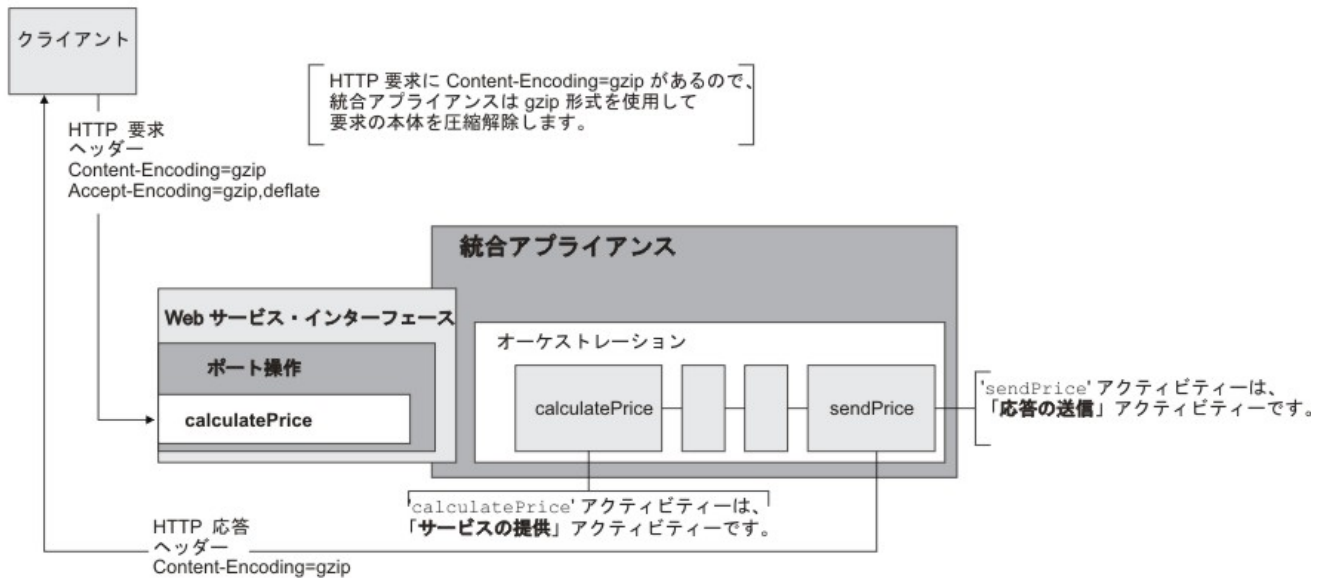 クライアント
HTTP 要求に Content-Encoding=gzip があるので、
統合アプライアンスは gzip 形式を使用して
要求の本体を圧縮解除します。
HTTP 要求
ヘッダー
Content-Encoding=gzip
Accept-Encoding=gzip,deflate
統合アプライアンス
Web サービス・インターフェース
ポート操作
calculatePrice
オーケストレーション
calculatePrice
sendPrice
'sendPrice' アクティビティーは、
「応答の送信」アクティビティーです。
'calculatePrice' アクティビティーは、
「サービスの提供」アクティビティーです。
HTTP 応答
ヘッダー
Content-Encoding=gzip